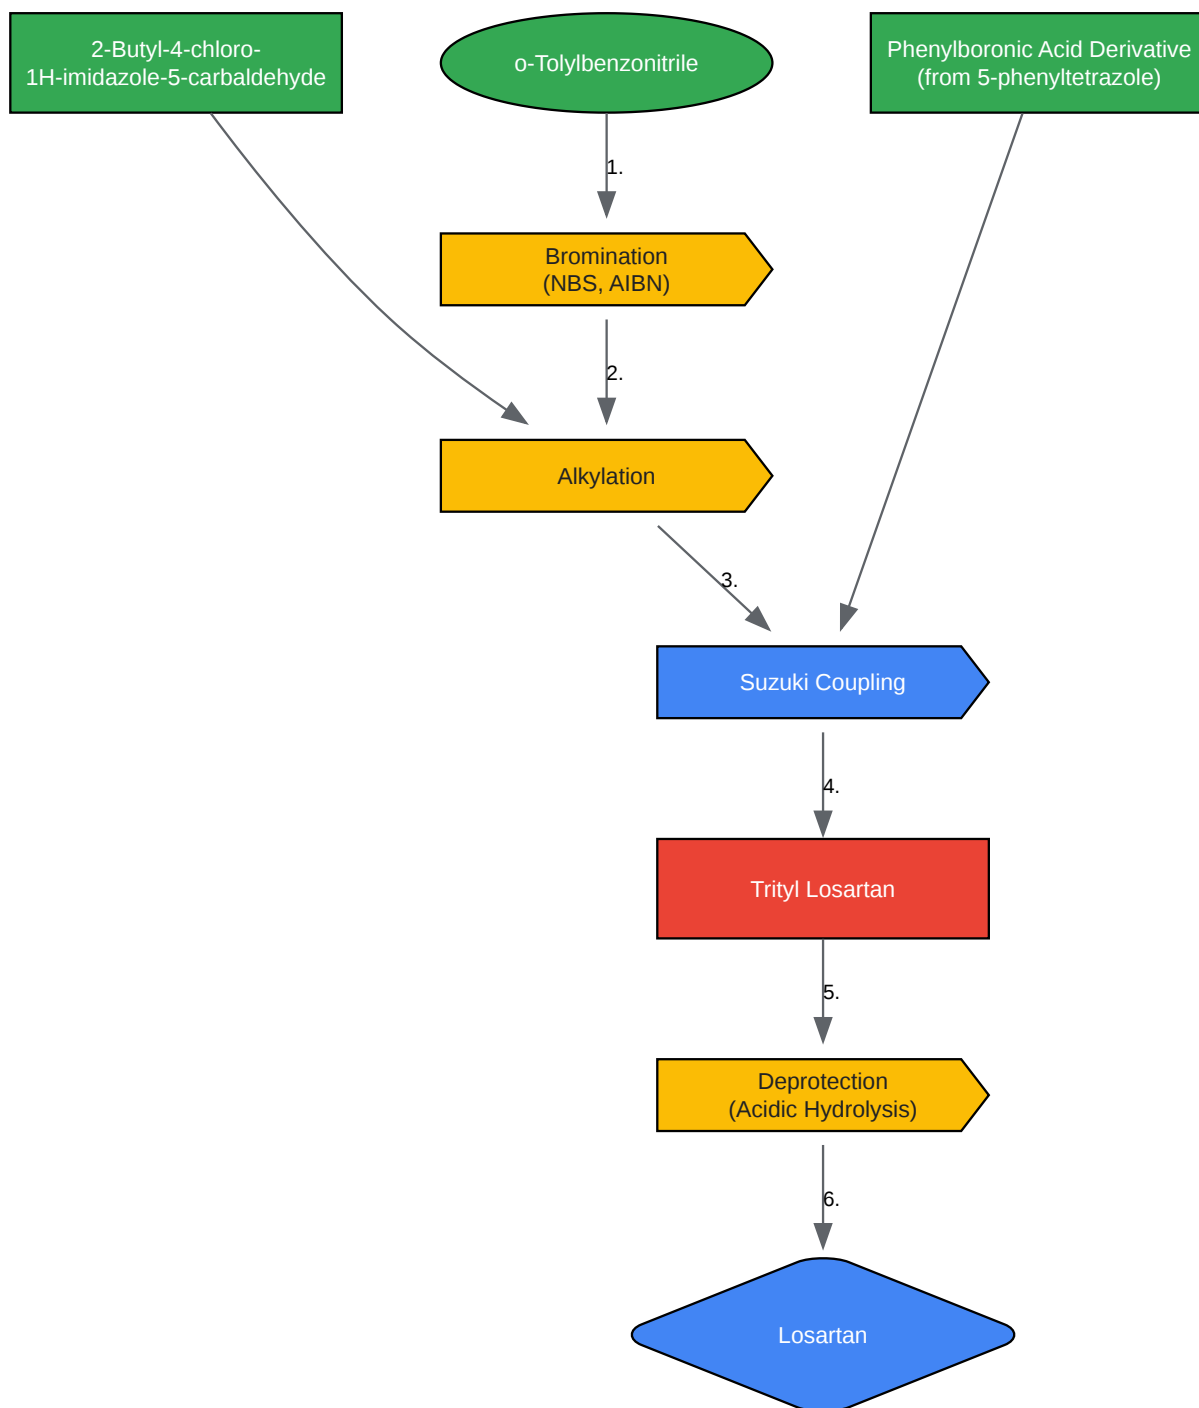 2-Butyl-4-chloro-
1H-imidazole-5-carbaldehyde
o-Tolylbenzonitrile
Phenylboronic Acid Derivative
(from 5-phenyltetrazole)
1.
Bromination
(NBS, AIBN)
2.
Alkylation
3.
Suzuki Coupling
4.
Trityl Losartan
5.
Deprotection
(Acidic Hydrolysis)
6.
Losartan